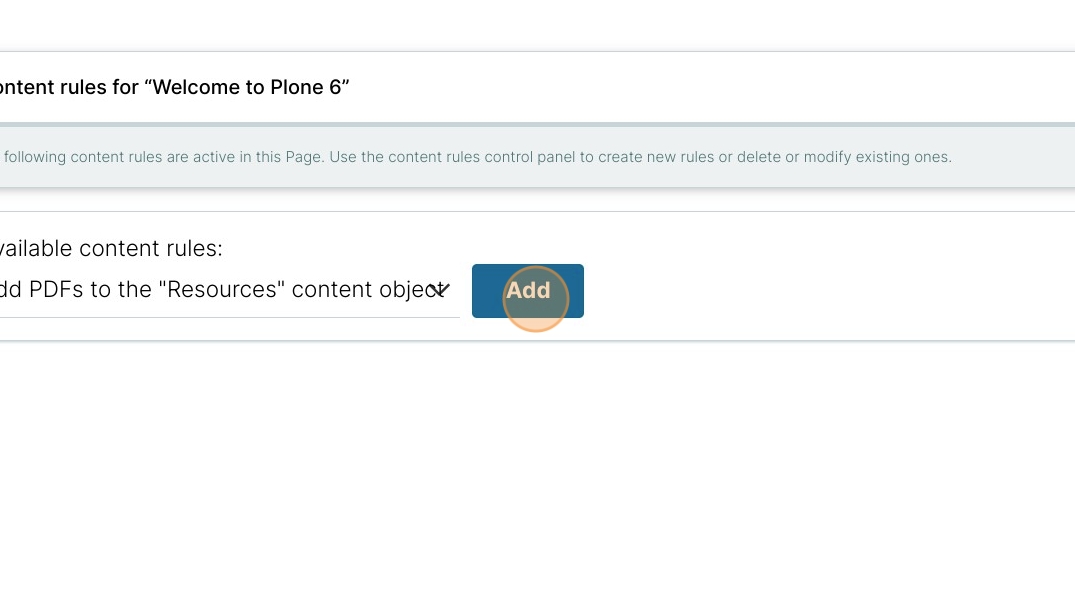 ontent rules for “Welcome to Plone 6”
following content rules are active in this Page. Use the content rules control panel to create new rules or delete or modify existing ones.
vailable content rules:
dd PDFs to the "Resources" content object
Add